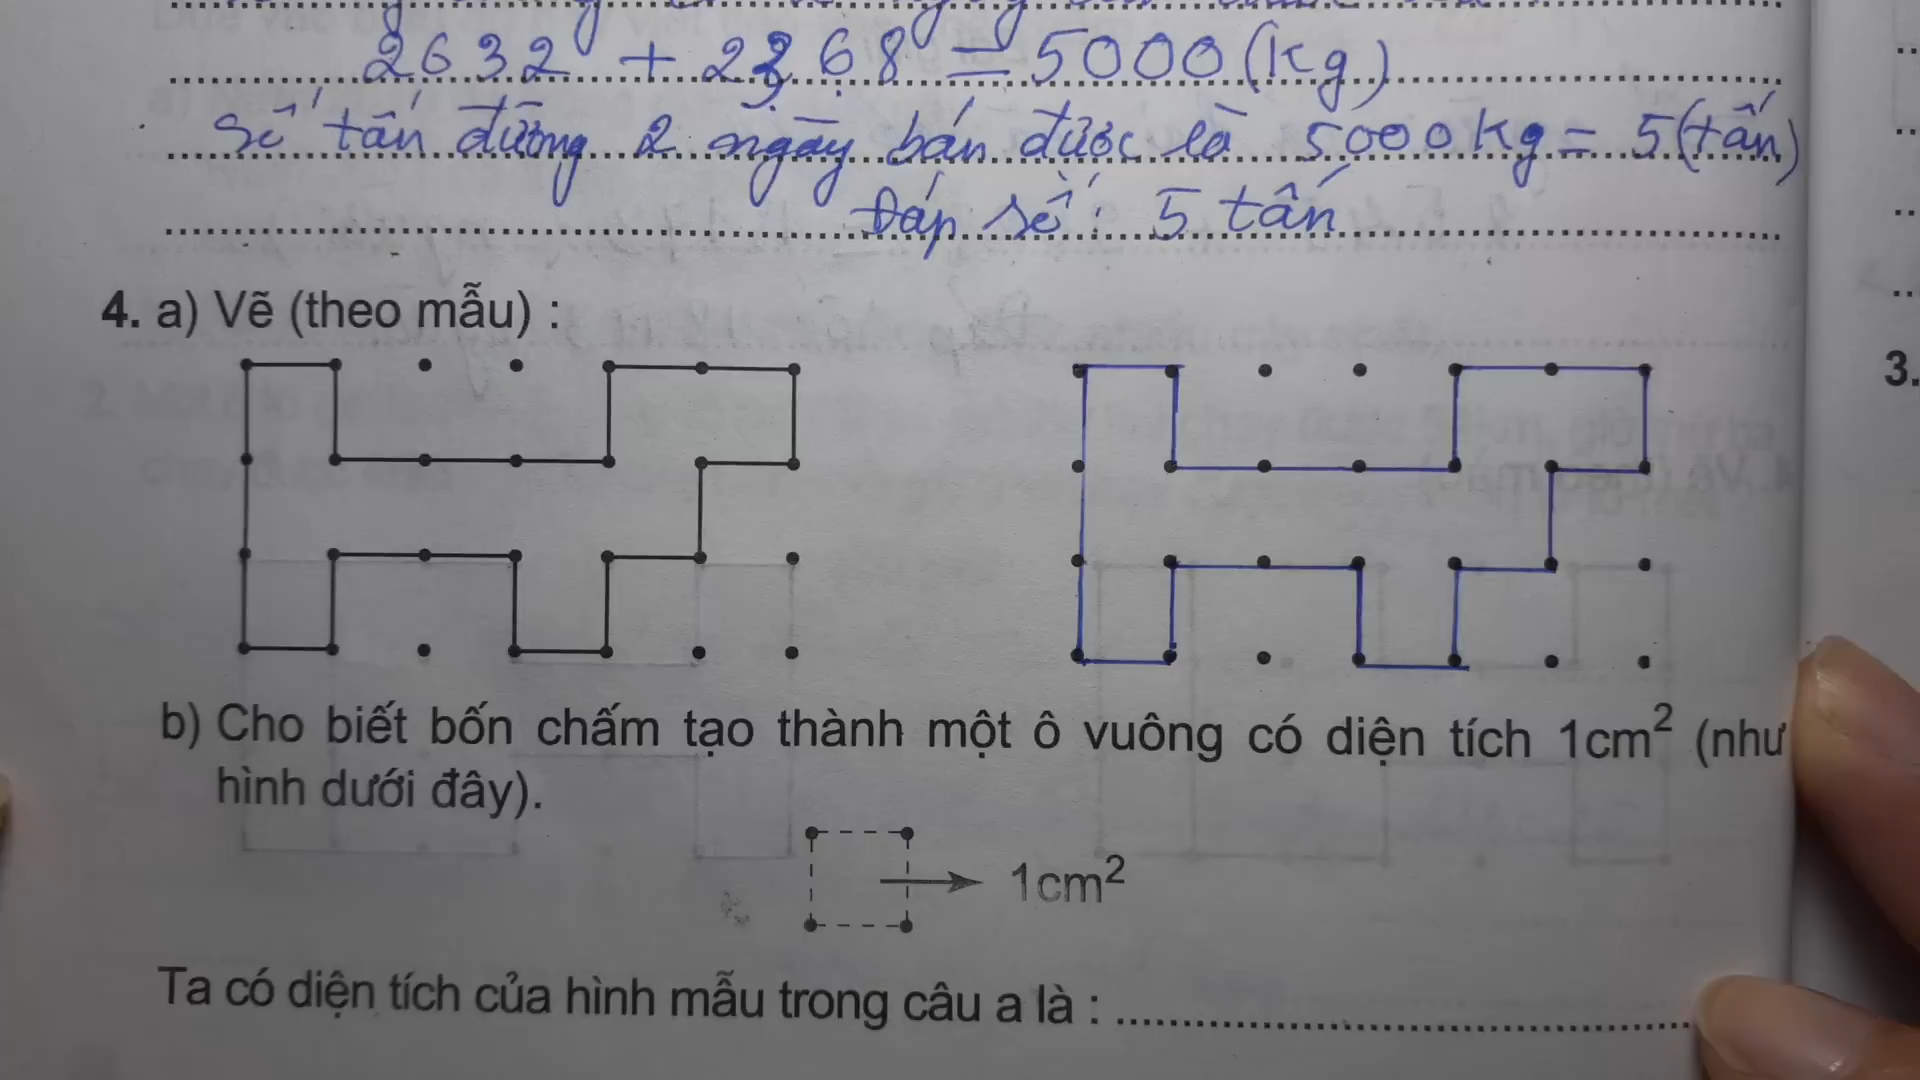 2632 + 2368 = 5000 (kg)
Số tấn đường 2 ngày bán được là 5000kg = 5 (tấn)
Đáp số : 5 tấn
4. a) Vẽ (theo mẫu) :
3.
b) Cho biết bốn chấm tạo thành một ô vuông có diện tích 1cm² (như
hình dưới đây).
1cm²
Ta có diện tích của hình mẫu trong câu a là :